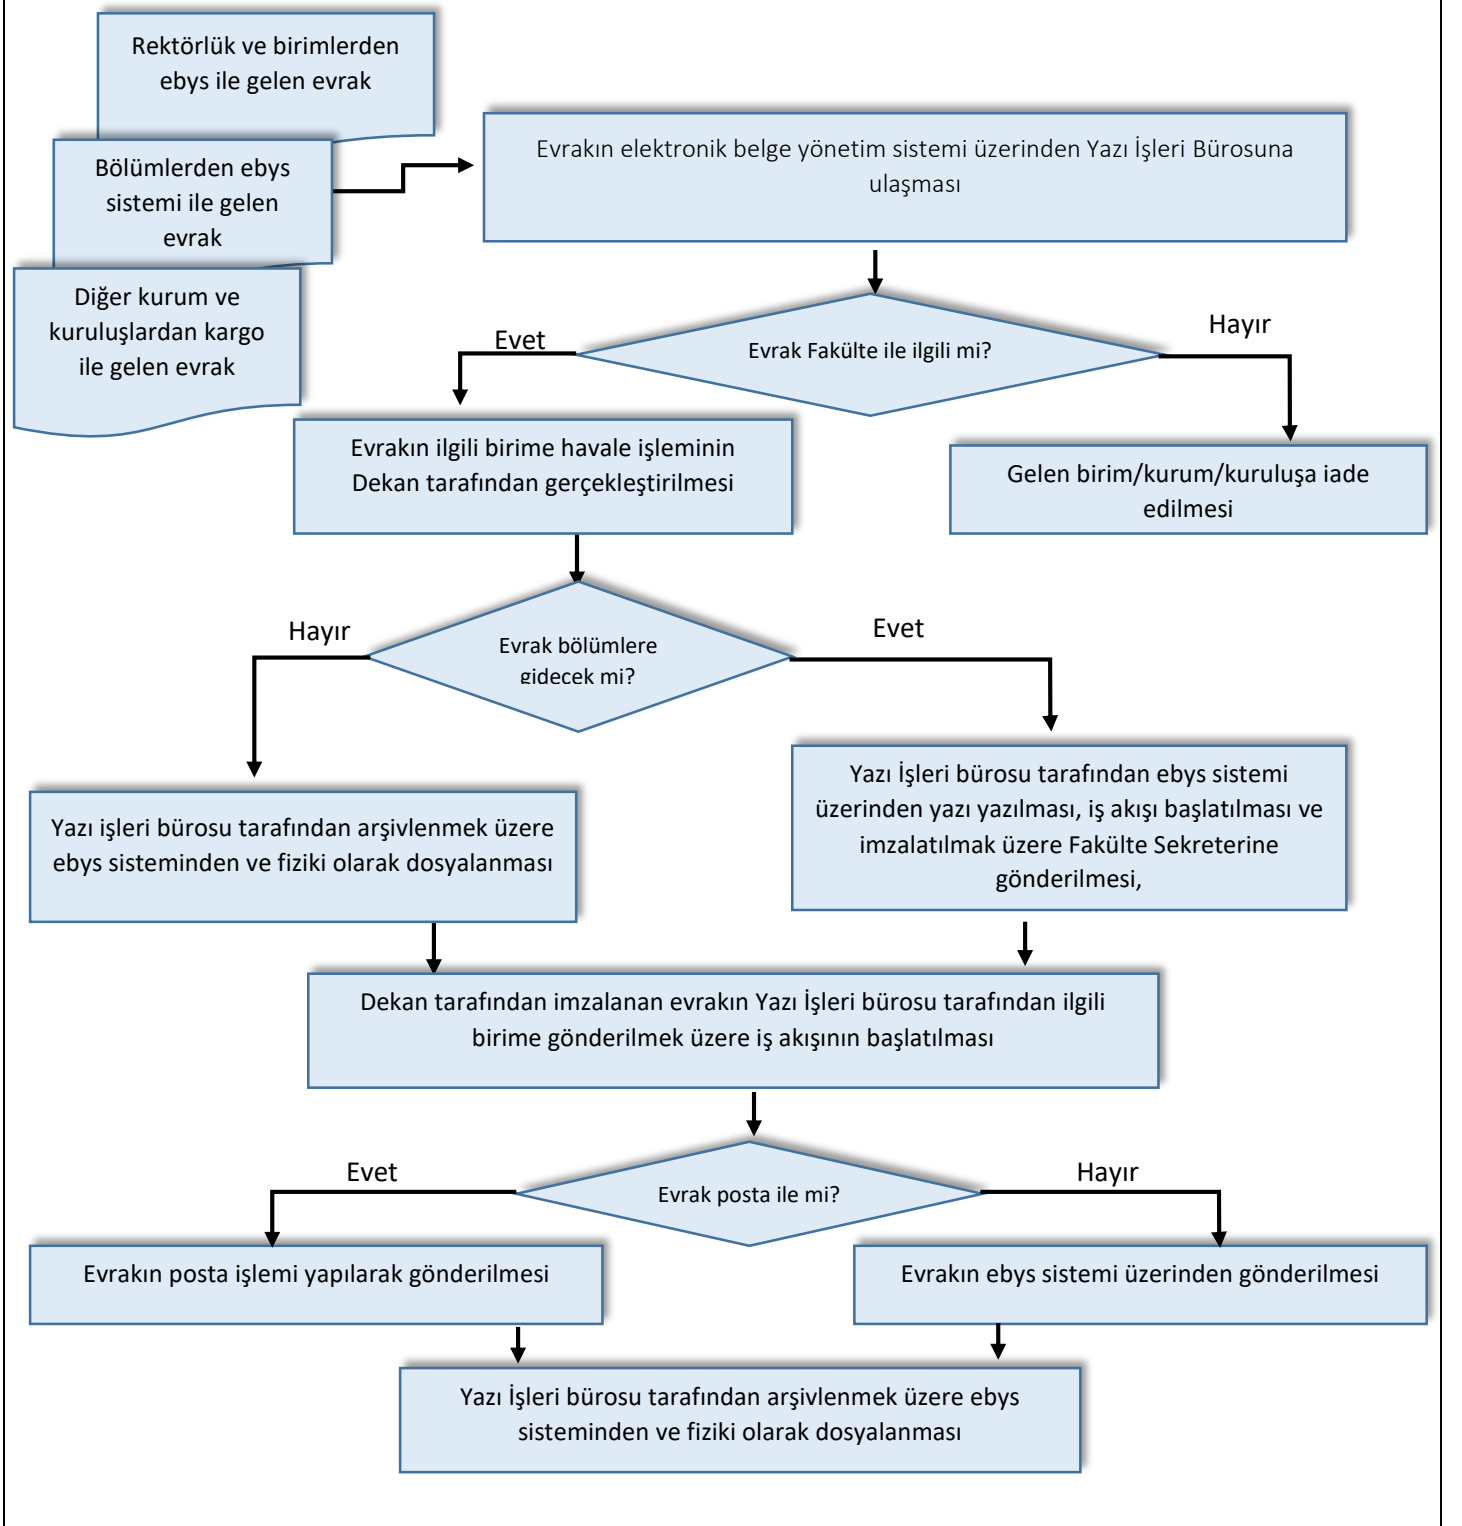 Rektörlük ve birimlerden
ebys ile gelen evrak
Bölümlerden ebys
sistemi ile gelen
evrak
Diğer kurum ve
kuruluşlardan kargo
ile gelen evrak
Evrakın elektronik belge yönetim sistemi üzerinden Yazı İşleri Bürosuna
ulaşması
Evrak Fakülte ile ilgili mi?
Evet
Hayır
Evrakın ilgili birime havale işleminin
Dekan tarafından gerçekleştirilmesi
Gelen birim/kurum/kuruluşa iade
edilmesi
Evrak bölümlere
gidecek mi?
Hayır
Evet
Yazı işleri bürosu tarafından arşivlenmek üzere
ebys sisteminden ve fiziki olarak dosyalanması
Yazı İşleri bürosu tarafından ebys sistemi
üzerinden yazı yazılması, iş akışı başlatılması ve
imzalatılmak üzere Fakülte Sekreterine
gönderilmesi,
Dekan tarafından imzalanan evrakın Yazı İşleri bürosu tarafından ilgili
birime gönderilmek üzere iş akışının başlatılması
Evrak posta ile mi?
Evet
Hayır
Evrakın posta işlemi yapılarak gönderilmesi
Evrakın ebys sistemi üzerinden gönderilmesi
Yazı İşleri bürosu tarafından arşivlenmek üzere ebys
sisteminden ve fiziki olarak dosyalanması